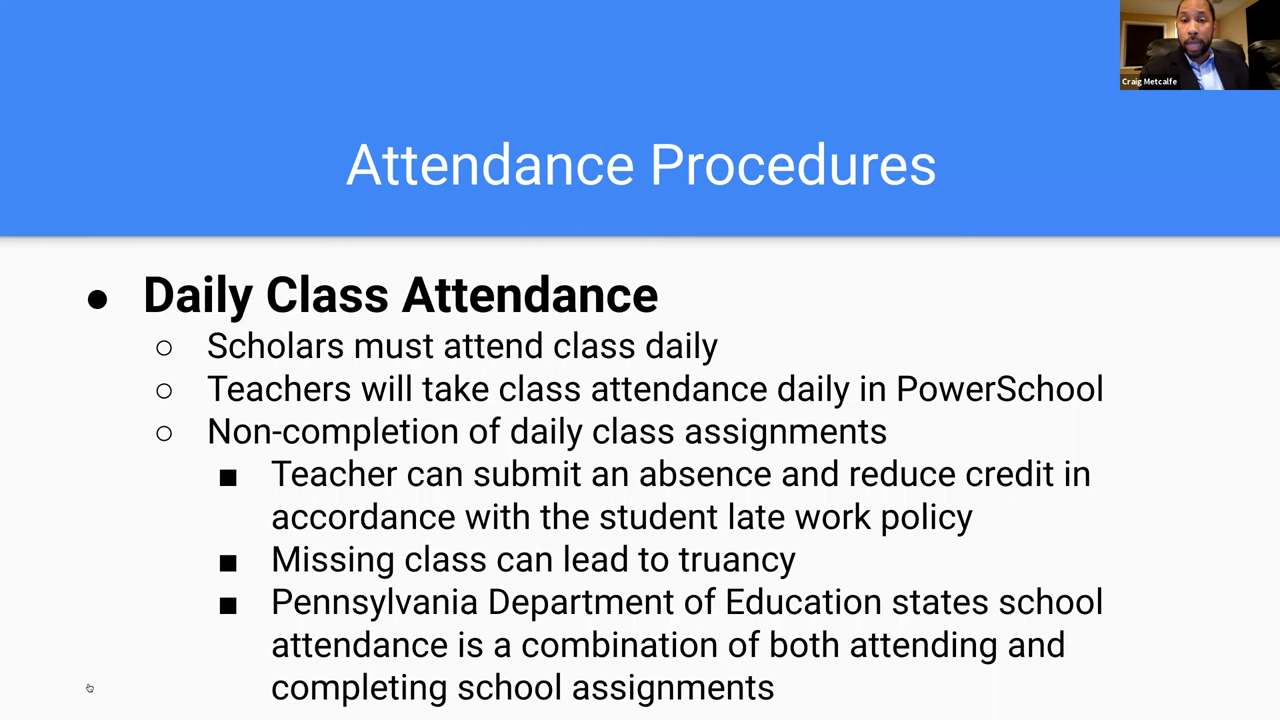 Craig Metcalfe
Attendance Procedures
● Daily Class Attendance
○ Scholars must attend class daily
○ Teachers will take class attendance daily in PowerSchool
○ Non-completion of daily class assignments
■ Teacher can submit an absence and reduce credit in
accordance with the student late work policy
■ Missing class can lead to truancy
■ Pennsylvania Department of Education states school
attendance is a combination of both attending and
completing school assignments